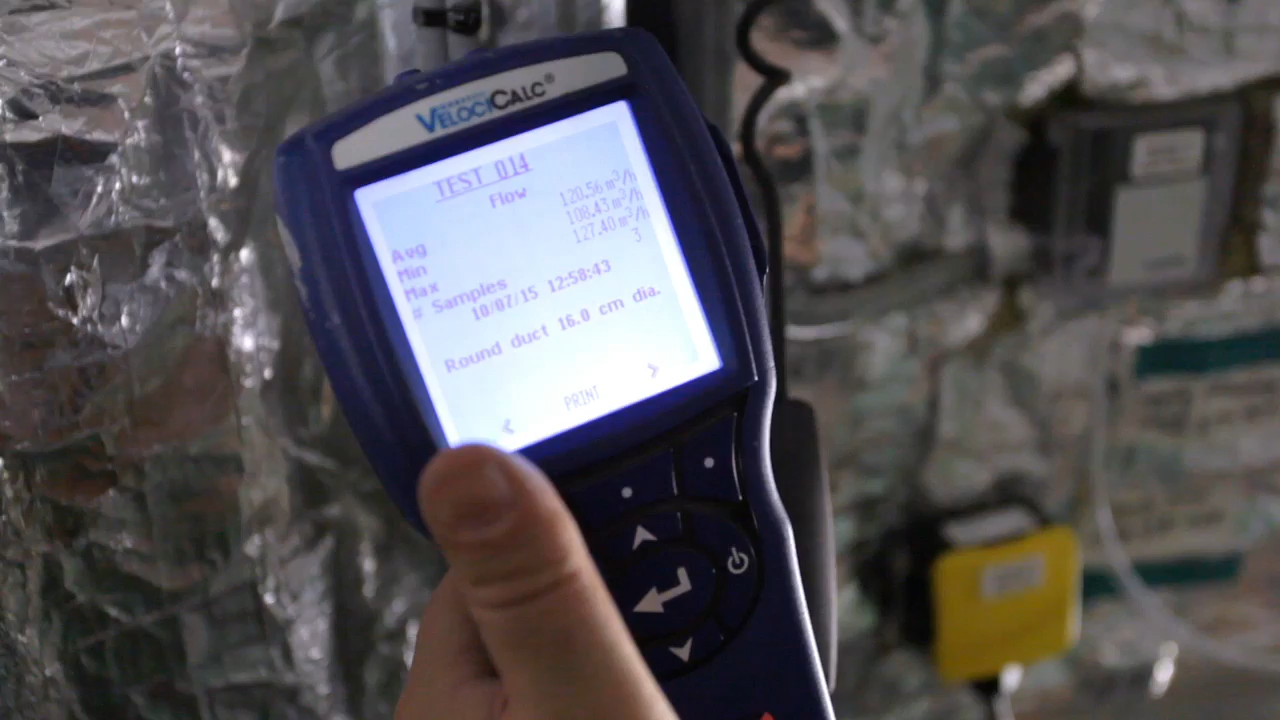 VELOCICALC®
TEST 014
Flow
Avg 120.56 m³/h
Min 108.43 m³/h
Max 127.40 m³/h
# Samples 3
10/07/15 12:58:43
Round duct 16.0 cm dia.
< PRINT >